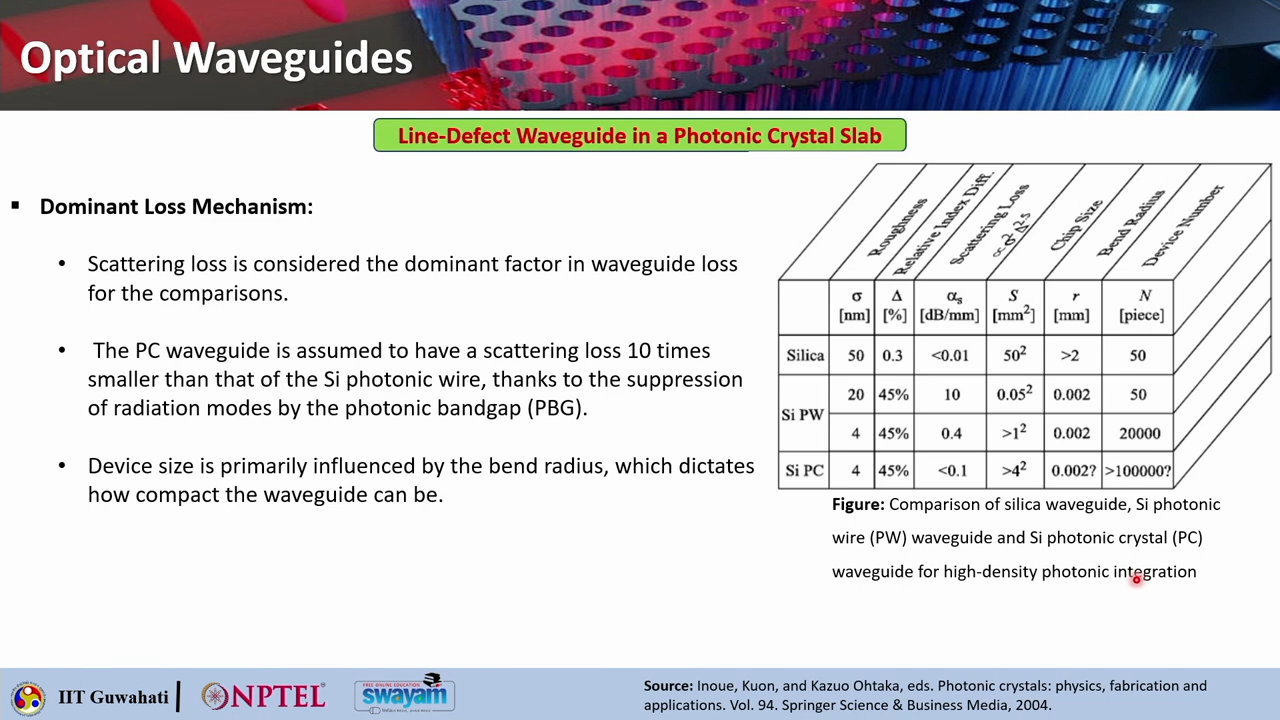 Optical Waveguides
Line-Defect Waveguide in a Photonic Crystal Slab
▪ Dominant Loss Mechanism:
• Scattering loss is considered the dominant factor in waveguide loss
for the comparisons.
• The PC waveguide is assumed to have a scattering loss 10 times
smaller than that of the Si photonic wire, thanks to the suppression
of radiation modes by the photonic bandgap (PBG).
• Device size is primarily influenced by the bend radius, which dictates
how compact the waveguide can be.
Roughness
Relative Index Diff.
Scattering Loss
∝ σ² Δ²·⁵
Chip Size
Bend Radius
Device Number
σ Δ αs S r N
[nm] [%] [dB/mm] [mm²] [mm] [piece]
Silica 50 0.3 <0.01 50² >2 50
Si PW 20 45% 10 0.05² 0.002 50
4 45% 0.4 >1² 0.002 20000
Si PC 4 45% <0.1 >4² 0.002? >100000?
Figure: Comparison of silica waveguide, Si photonic
wire (PW) waveguide and Si photonic crystal (PC)
waveguide for high-density photonic integration
IIT Guwahati
NPTEL
FREE ONLINE EDUCATION
swayam
Source: Inoue, Kuon, and Kazuo Ohtaka, eds. Photonic crystals: physics, fabrication and
applications. Vol. 94. Springer Science & Business Media, 2004.